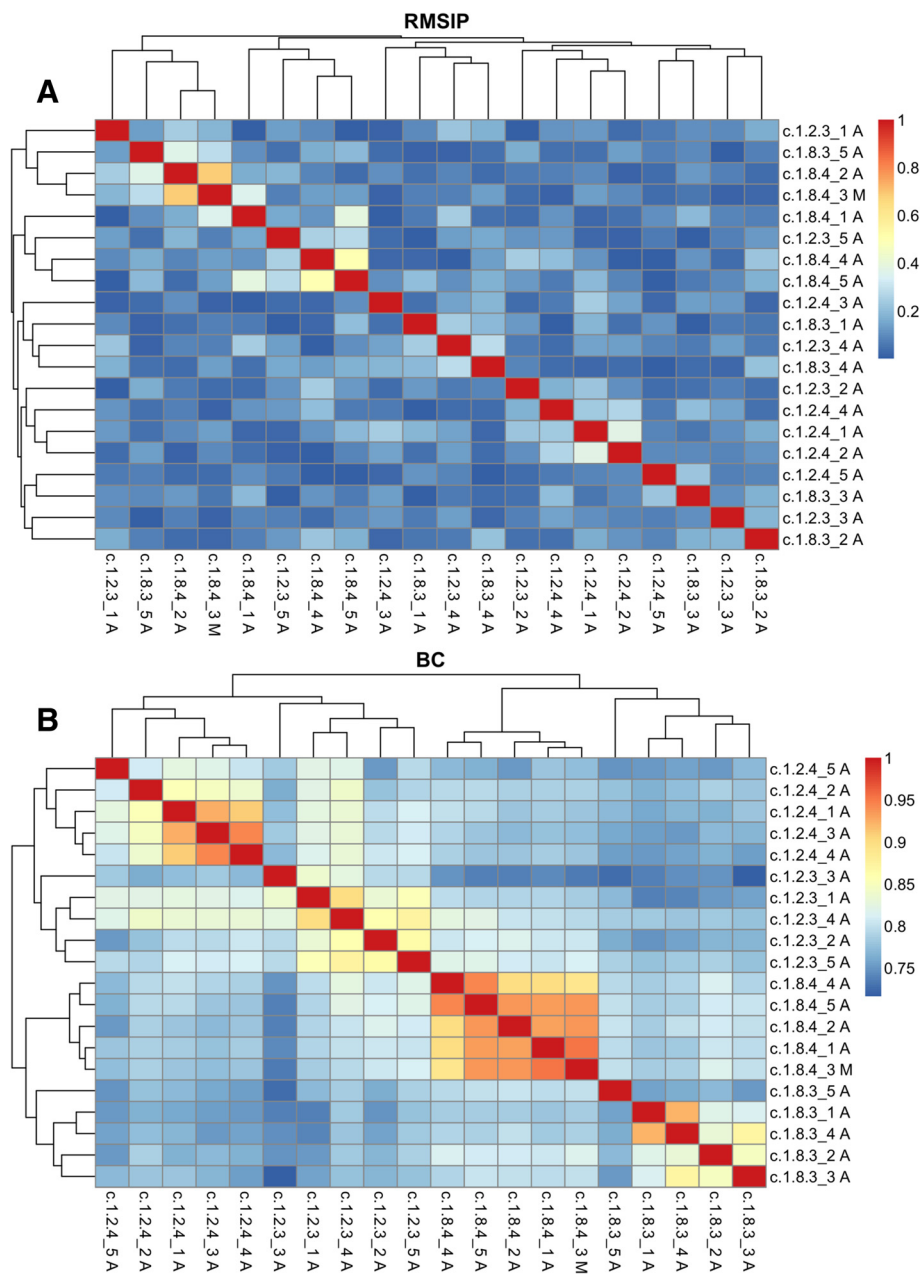 RMSIP
A
1
0.8
0.6
0.4
0.2
c.1.2.3_1 A
c.1.8.3_5 A
c.1.8.4_2 A
c.1.8.4_3 M
c.1.8.4_1 A
c.1.2.3_5 A
c.1.8.4_4 A
c.1.8.4_5 A
c.1.2.4_3 A
c.1.8.3_1 A
c.1.2.3_4 A
c.1.8.3_4 A
c.1.2.3_2 A
c.1.2.4_4 A
c.1.2.4_1 A
c.1.2.4_2 A
c.1.2.4_5 A
c.1.8.3_3 A
c.1.2.3_3 A
c.1.8.3_2 A
c.1.2.3_1 A
c.1.8.3_5 A
c.1.8.4_2 A
c.1.8.4_3 M
c.1.8.4_1 A
c.1.2.3_5 A
c.1.8.4_4 A
c.1.8.4_5 A
c.1.2.4_3 A
c.1.8.3_1 A
c.1.2.3_4 A
c.1.8.3_4 A
c.1.2.3_2 A
c.1.2.4_4 A
c.1.2.4_1 A
c.1.2.4_2 A
c.1.2.4_5 A
c.1.8.3_3 A
c.1.2.3_3 A
c.1.8.3_2 A
BC
B
1
0.95
0.9
0.85
0.8
0.75
c.1.2.4_5 A
c.1.2.4_2 A
c.1.2.4_1 A
c.1.2.4_3 A
c.1.2.4_4 A
c.1.2.3_3 A
c.1.2.3_1 A
c.1.2.3_4 A
c.1.2.3_2 A
c.1.2.3_5 A
c.1.8.4_4 A
c.1.8.4_5 A
c.1.8.4_2 A
c.1.8.4_1 A
c.1.8.4_3 M
c.1.8.3_5 A
c.1.8.3_1 A
c.1.8.3_4 A
c.1.8.3_2 A
c.1.8.3_3 A
c.1.2.4_5 A
c.1.2.4_2 A
c.1.2.4_1 A
c.1.2.4_3 A
c.1.2.4_4 A
c.1.2.3_3 A
c.1.2.3_1 A
c.1.2.3_4 A
c.1.2.3_2 A
c.1.2.3_5 A
c.1.8.4_4 A
c.1.8.4_5 A
c.1.8.4_2 A
c.1.8.4_1 A
c.1.8.4_3 M
c.1.8.3_5 A
c.1.8.3_1 A
c.1.8.3_4 A
c.1.8.3_2 A
c.1.8.3_3 A